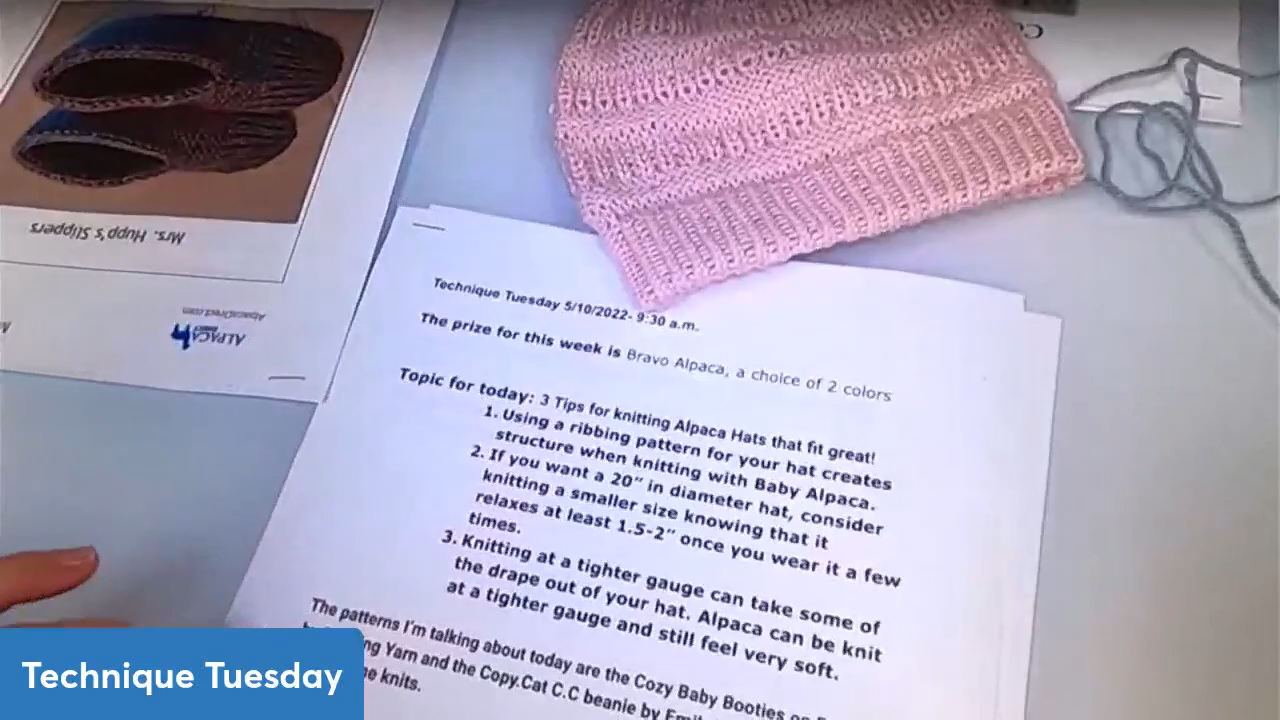 Mrs. Hupp's Slippers
ALPACA
DIRECT
AlpacaDirect.com
Technique Tuesday 5/10/2022- 9:30 a.m.
The prize for this week is Bravo Alpaca, a choice of 2 colors
Topic for today: 3 Tips for knitting Alpaca Hats that fit great!
1. Using a ribbing pattern for your hat creates
structure when knitting with Baby Alpaca.
2. If you want a 20" in diameter hat, consider
knitting a smaller size knowing that it
relaxes at least 1.5-2" once you wear it a few
times.
3. Knitting at a tighter gauge can take some of
the drape out of your hat. Alpaca can be knit
at a tighter gauge and still feel very soft.
The patterns I'm talking about today are the Cozy Baby Booties on
Yarn and the Copy.Cat C.C beanie by
knits.
Technique Tuesday